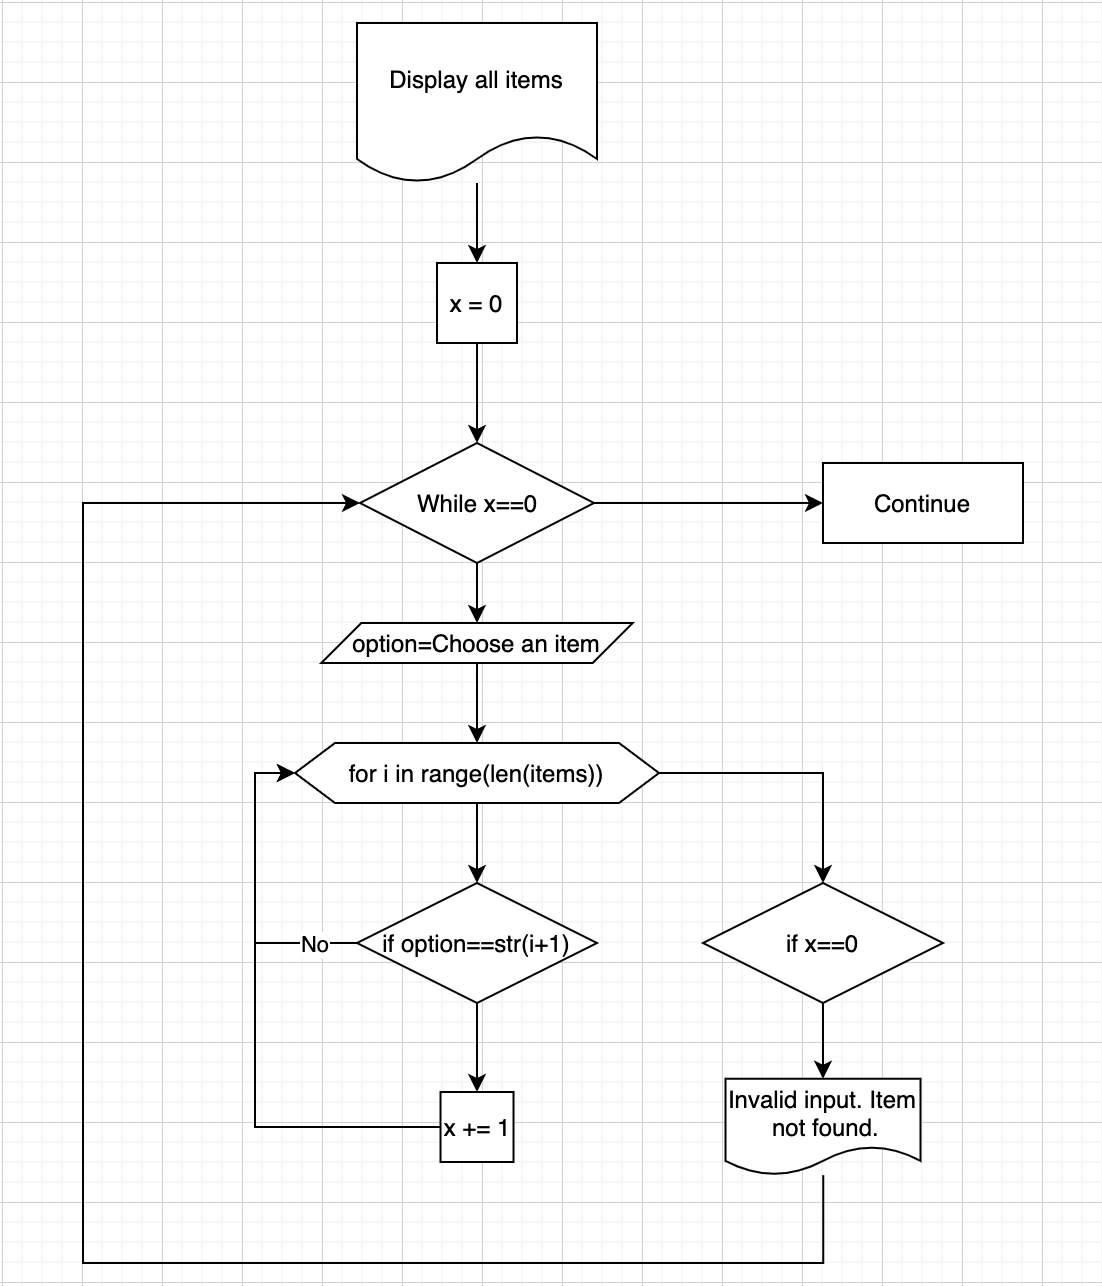 Display all items
x = 0
While x==0
Continue
option=Choose an item
for i in range(len(items))
No
if option==str(i+1)
if x==0
Invalid input. Item
not found.
x += 1